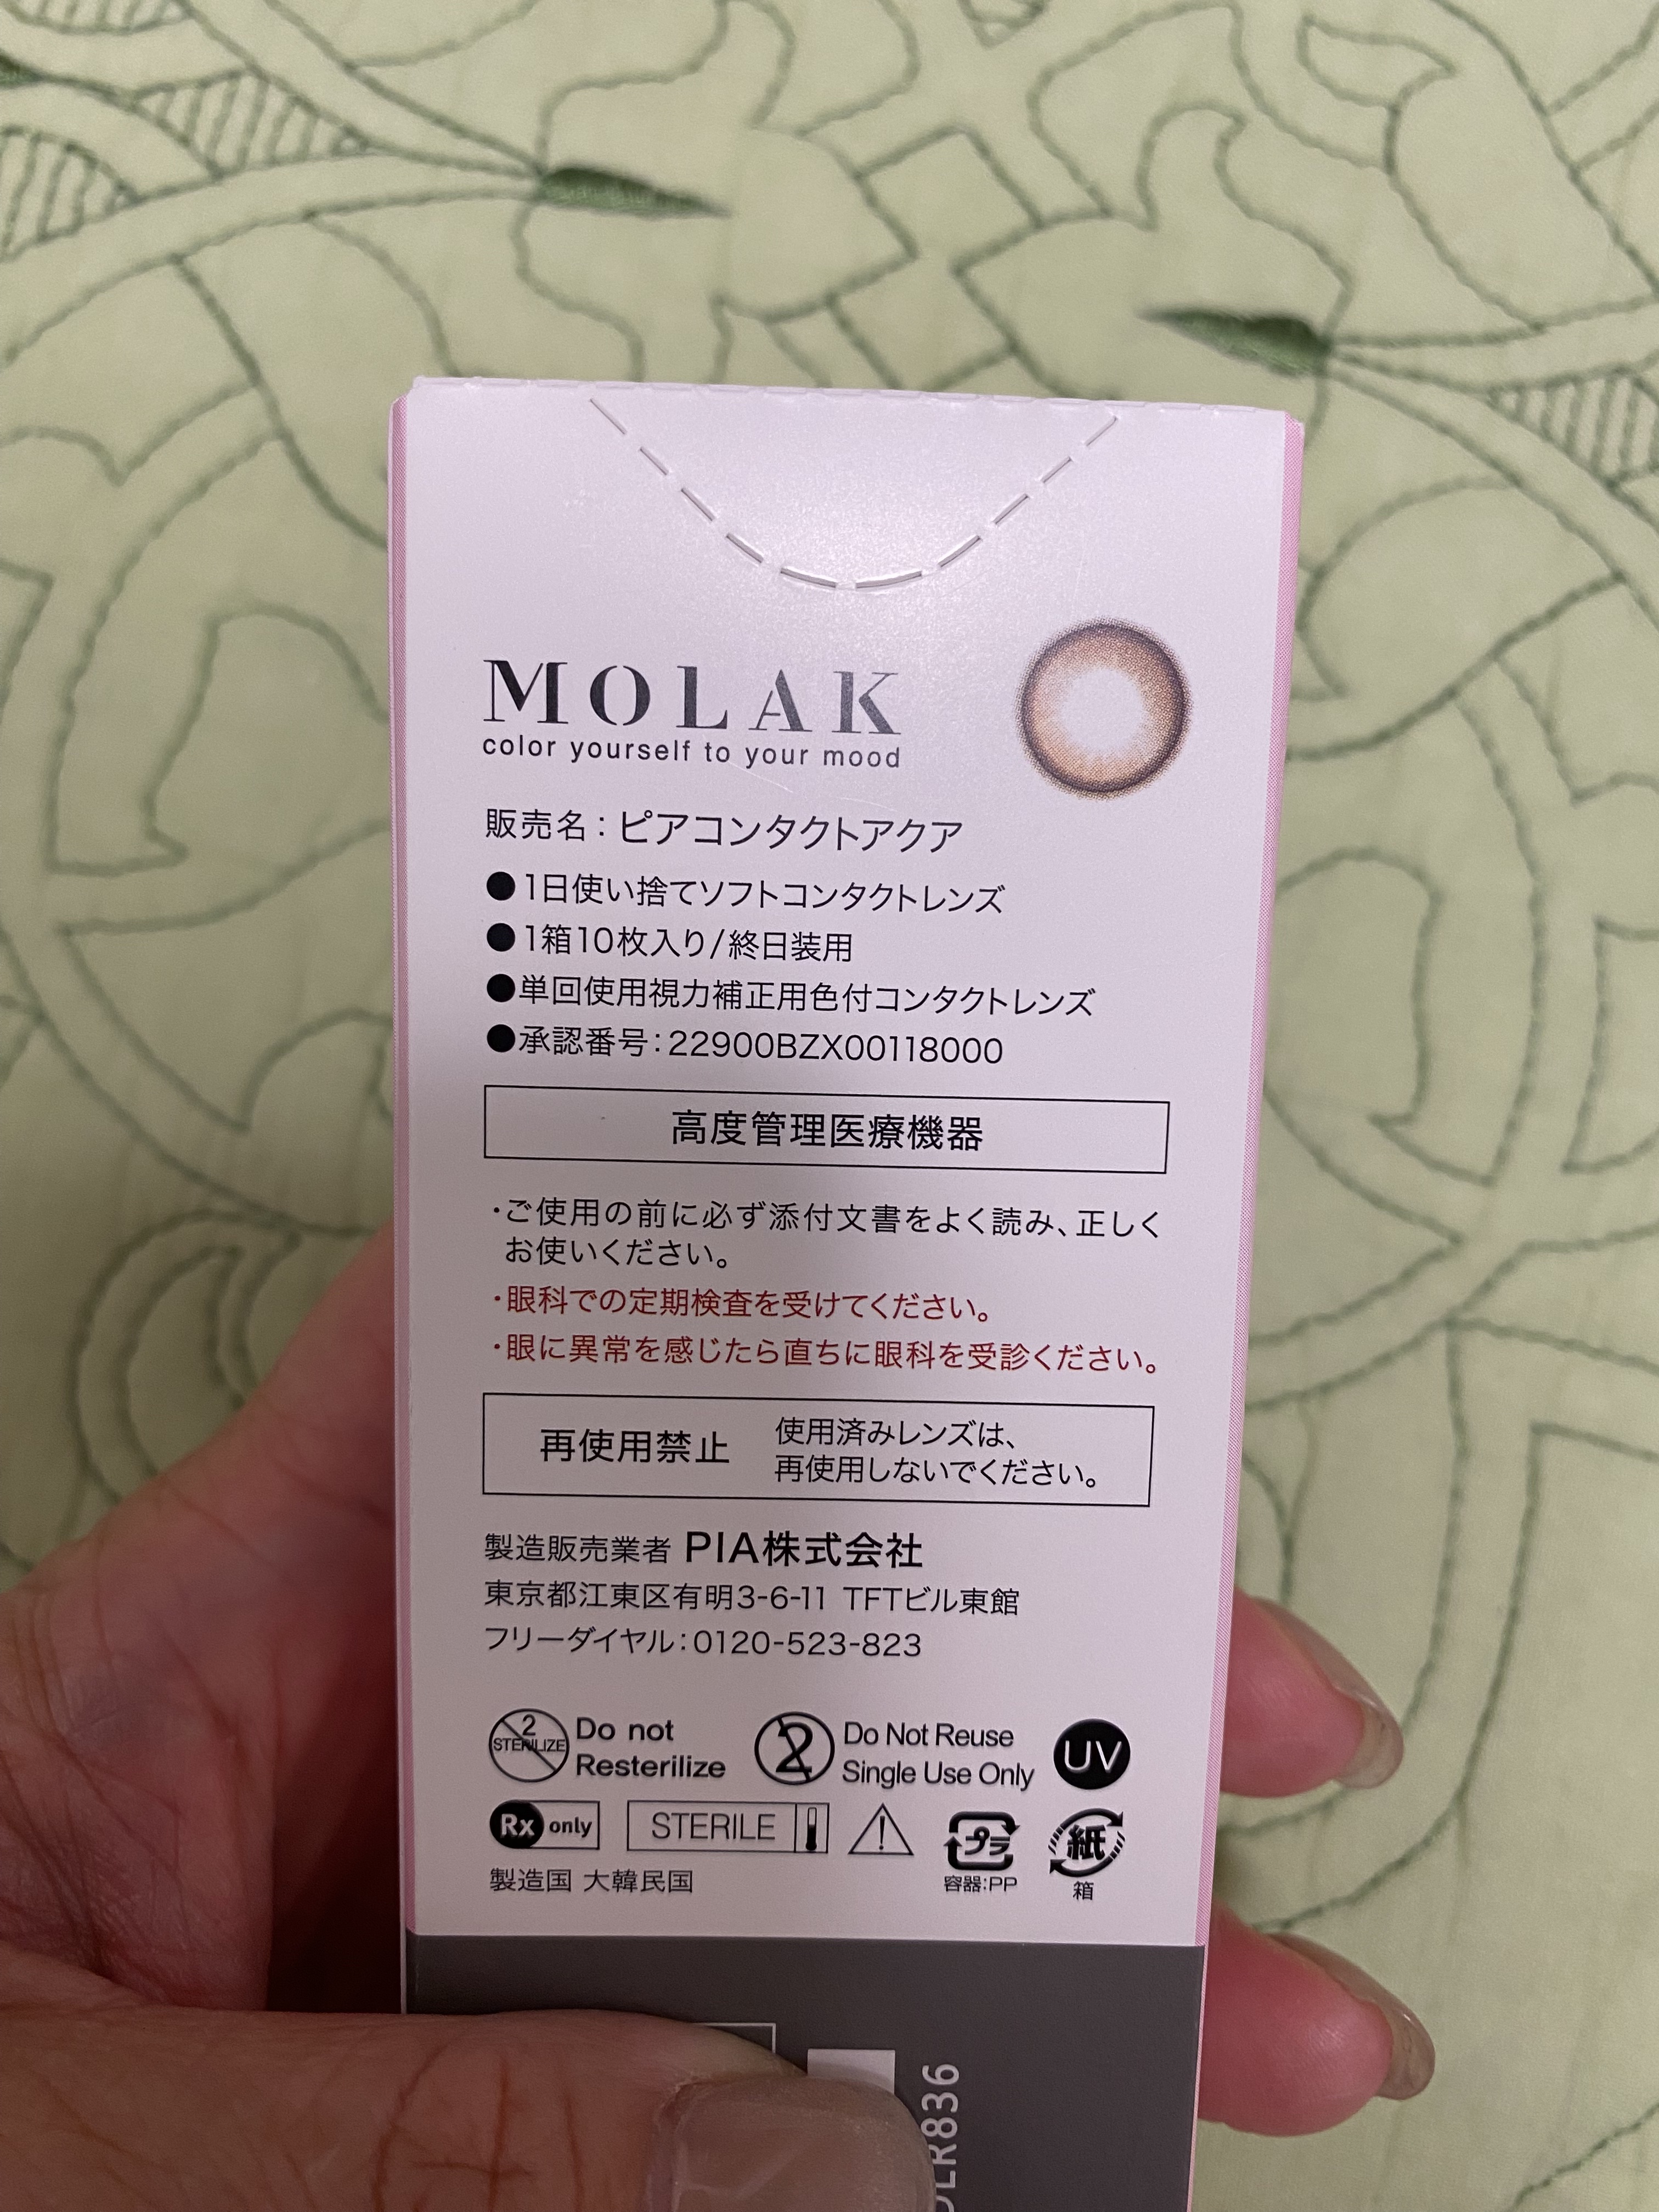 MOLAK
color yourself to your mood
販売名：ピアコンタクトアクア
●1日使い捨てソフトコンタクトレンズ
●1箱10枚入り/終日装用
●単回使用視力補正用色付コンタクトレンズ
●承認番号：22900BZX00118000
高度管理医療機器
・ご使用の前に必ず添付文書をよく読み、正しく
お使いください。
・眼科での定期検査を受けてください。
・眼に異常を感じたら直ちに眼科を受診ください。
再使用禁止
使用済みレンズは、
再使用しないでください。
製造販売業者 PIA株式会社
東京都江東区有明3-6-11 TFTビル東館
フリーダイヤル：0120-523-823
2
STERILIZE
Do not
Resterilize
2
Do Not Reuse
Single Use Only
UV
Rx only
STERILE
プラ
容器：PP
紙
箱
製造国 大韓民国
LR836